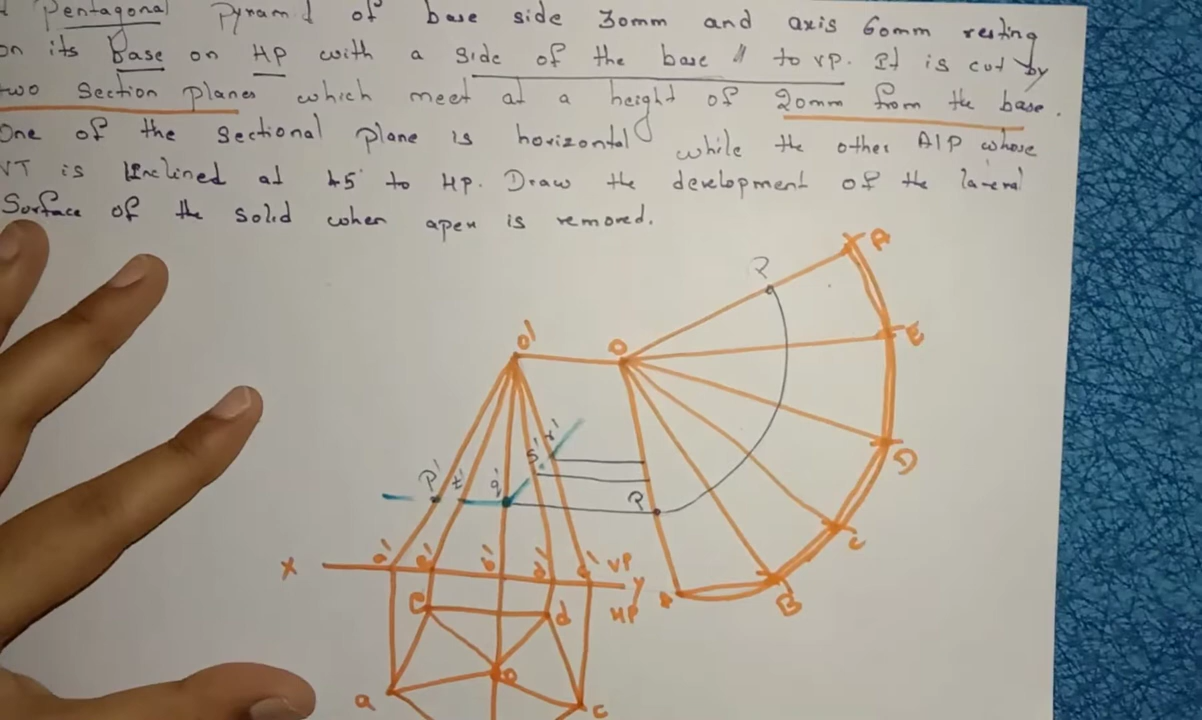 Pentagonal Pyramid of base side 30mm and axis 60mm resting
on its Base on HP with a side of the base || to VP. It is cut by
two section planes which meet at a height of 20mm from the base.
One of the sectional plane is horizontal while the other AIP whose
VT is Inclined at 45° to HP. Draw the development of the lateral
Surface of the solid when apex is removed.
P A
O' O E
r'
s'
P' t' q' D
P
C
a' e' b' d' c' VP
X Y
A B
HP
e d
o
a c